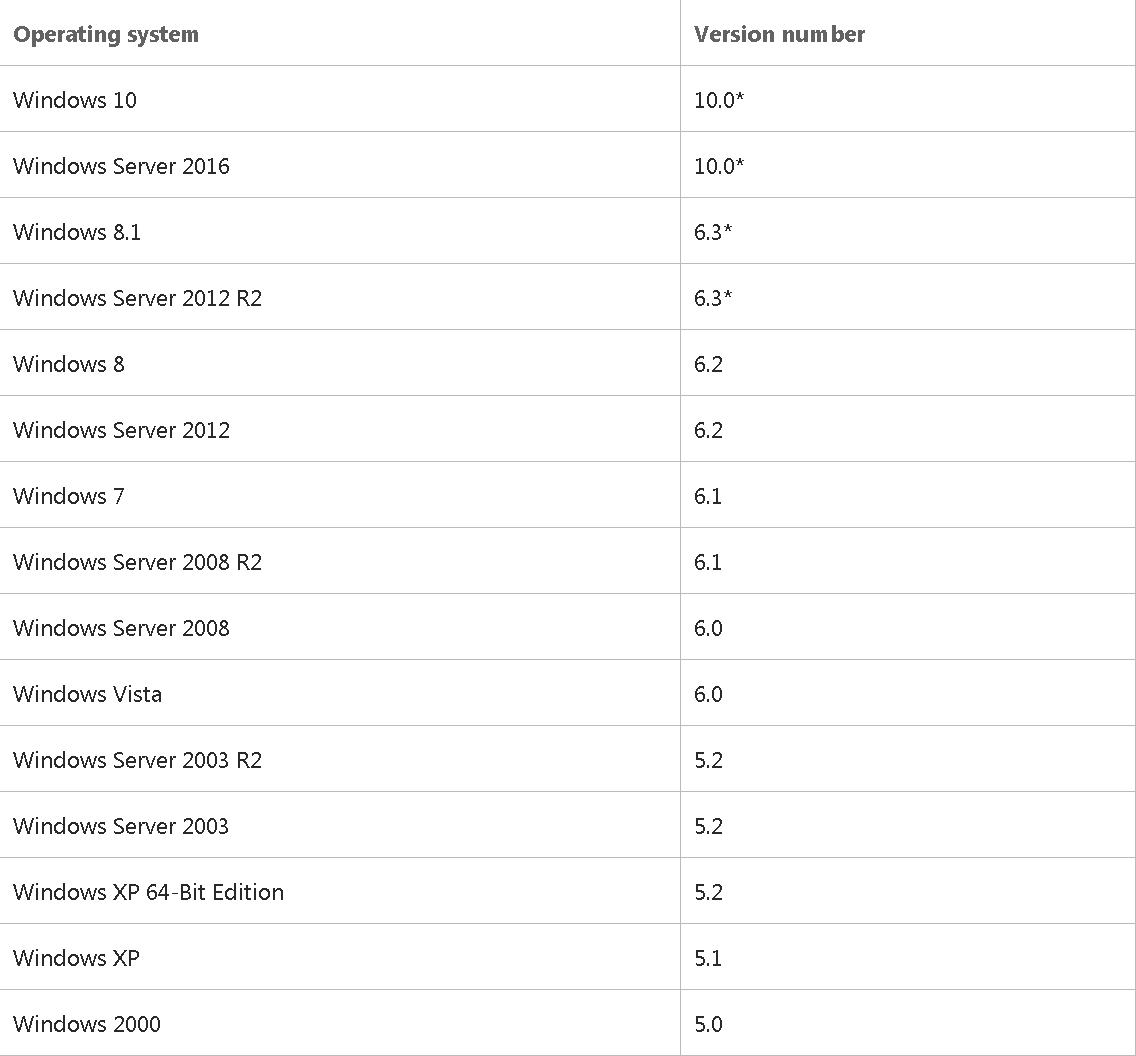 Operating system Version number
Windows 10 10.0*
Windows Server 2016 10.0*
Windows 8.1 6.3*
Windows Server 2012 R2 6.3*
Windows 8 6.2
Windows Server 2012 6.2
Windows 7 6.1
Windows Server 2008 R2 6.1
Windows Server 2008 6.0
Windows Vista 6.0
Windows Server 2003 R2 5.2
Windows Server 2003 5.2
Windows XP 64-Bit Edition 5.2
Windows XP 5.1
Windows 2000 5.0